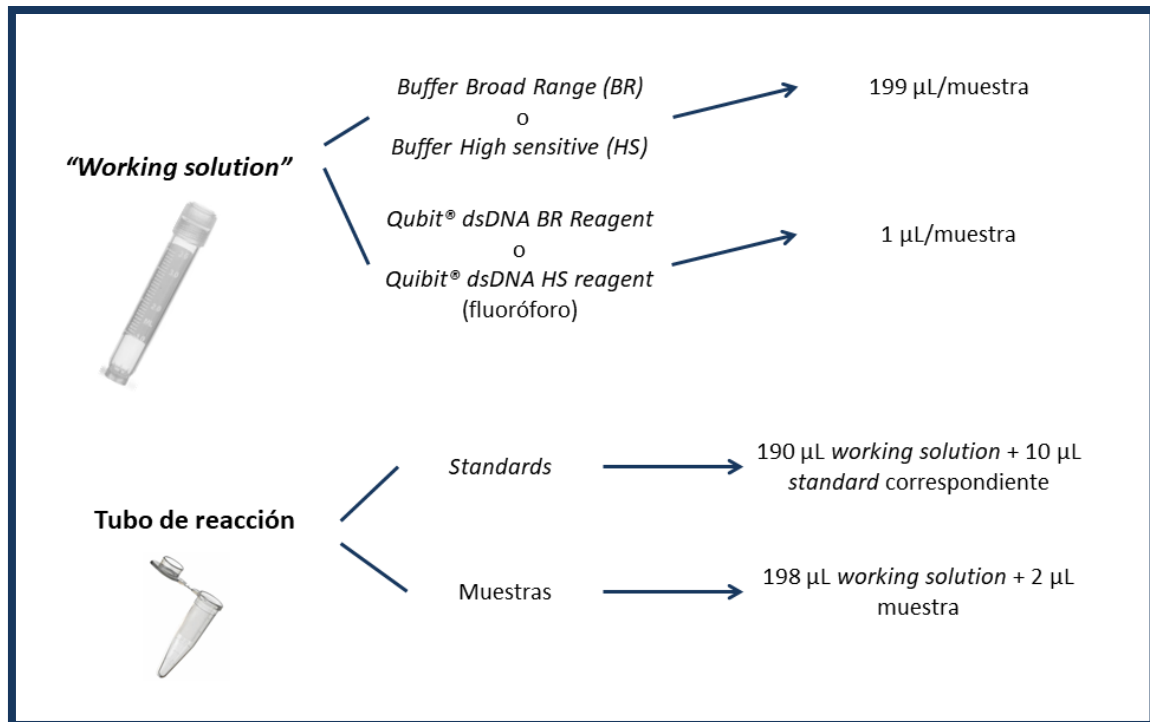 Buffer Broad Range (BR)
o
Buffer High sensitive (HS)
199 µL/muestra
“Working solution”
Qubit® dsDNA BR Reagent
o
Quibit® dsDNA HS reagent
(fluoróforo)
1 µL/muestra
Standards
190 µL working solution + 10 µL
standard correspondiente
Tubo de reacción
Muestras
198 µL working solution + 2 µL
muestra